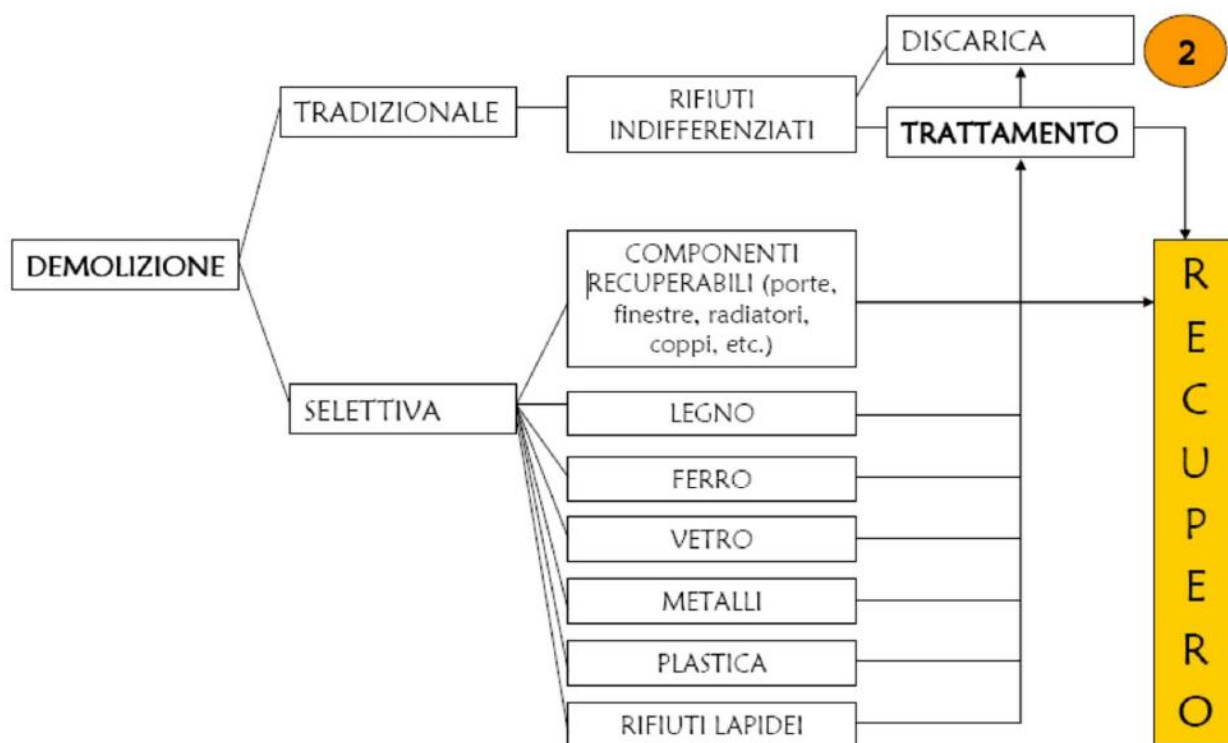 DISCARICA
2
TRADIZIONALE
RIFIUTI
INDIFFERENZIATI
TRATTAMENTO
DEMOLIZIONE
COMPONENTI
RECUPERABILI (porte,
finestre, radiatori,
coppi, etc.)
SELETTIVA
LEGNO
FERRO
VETRO
METALLI
PLASTICA
RIFIUTI LAPIDEI
R
E
C
U
P
E
R
O